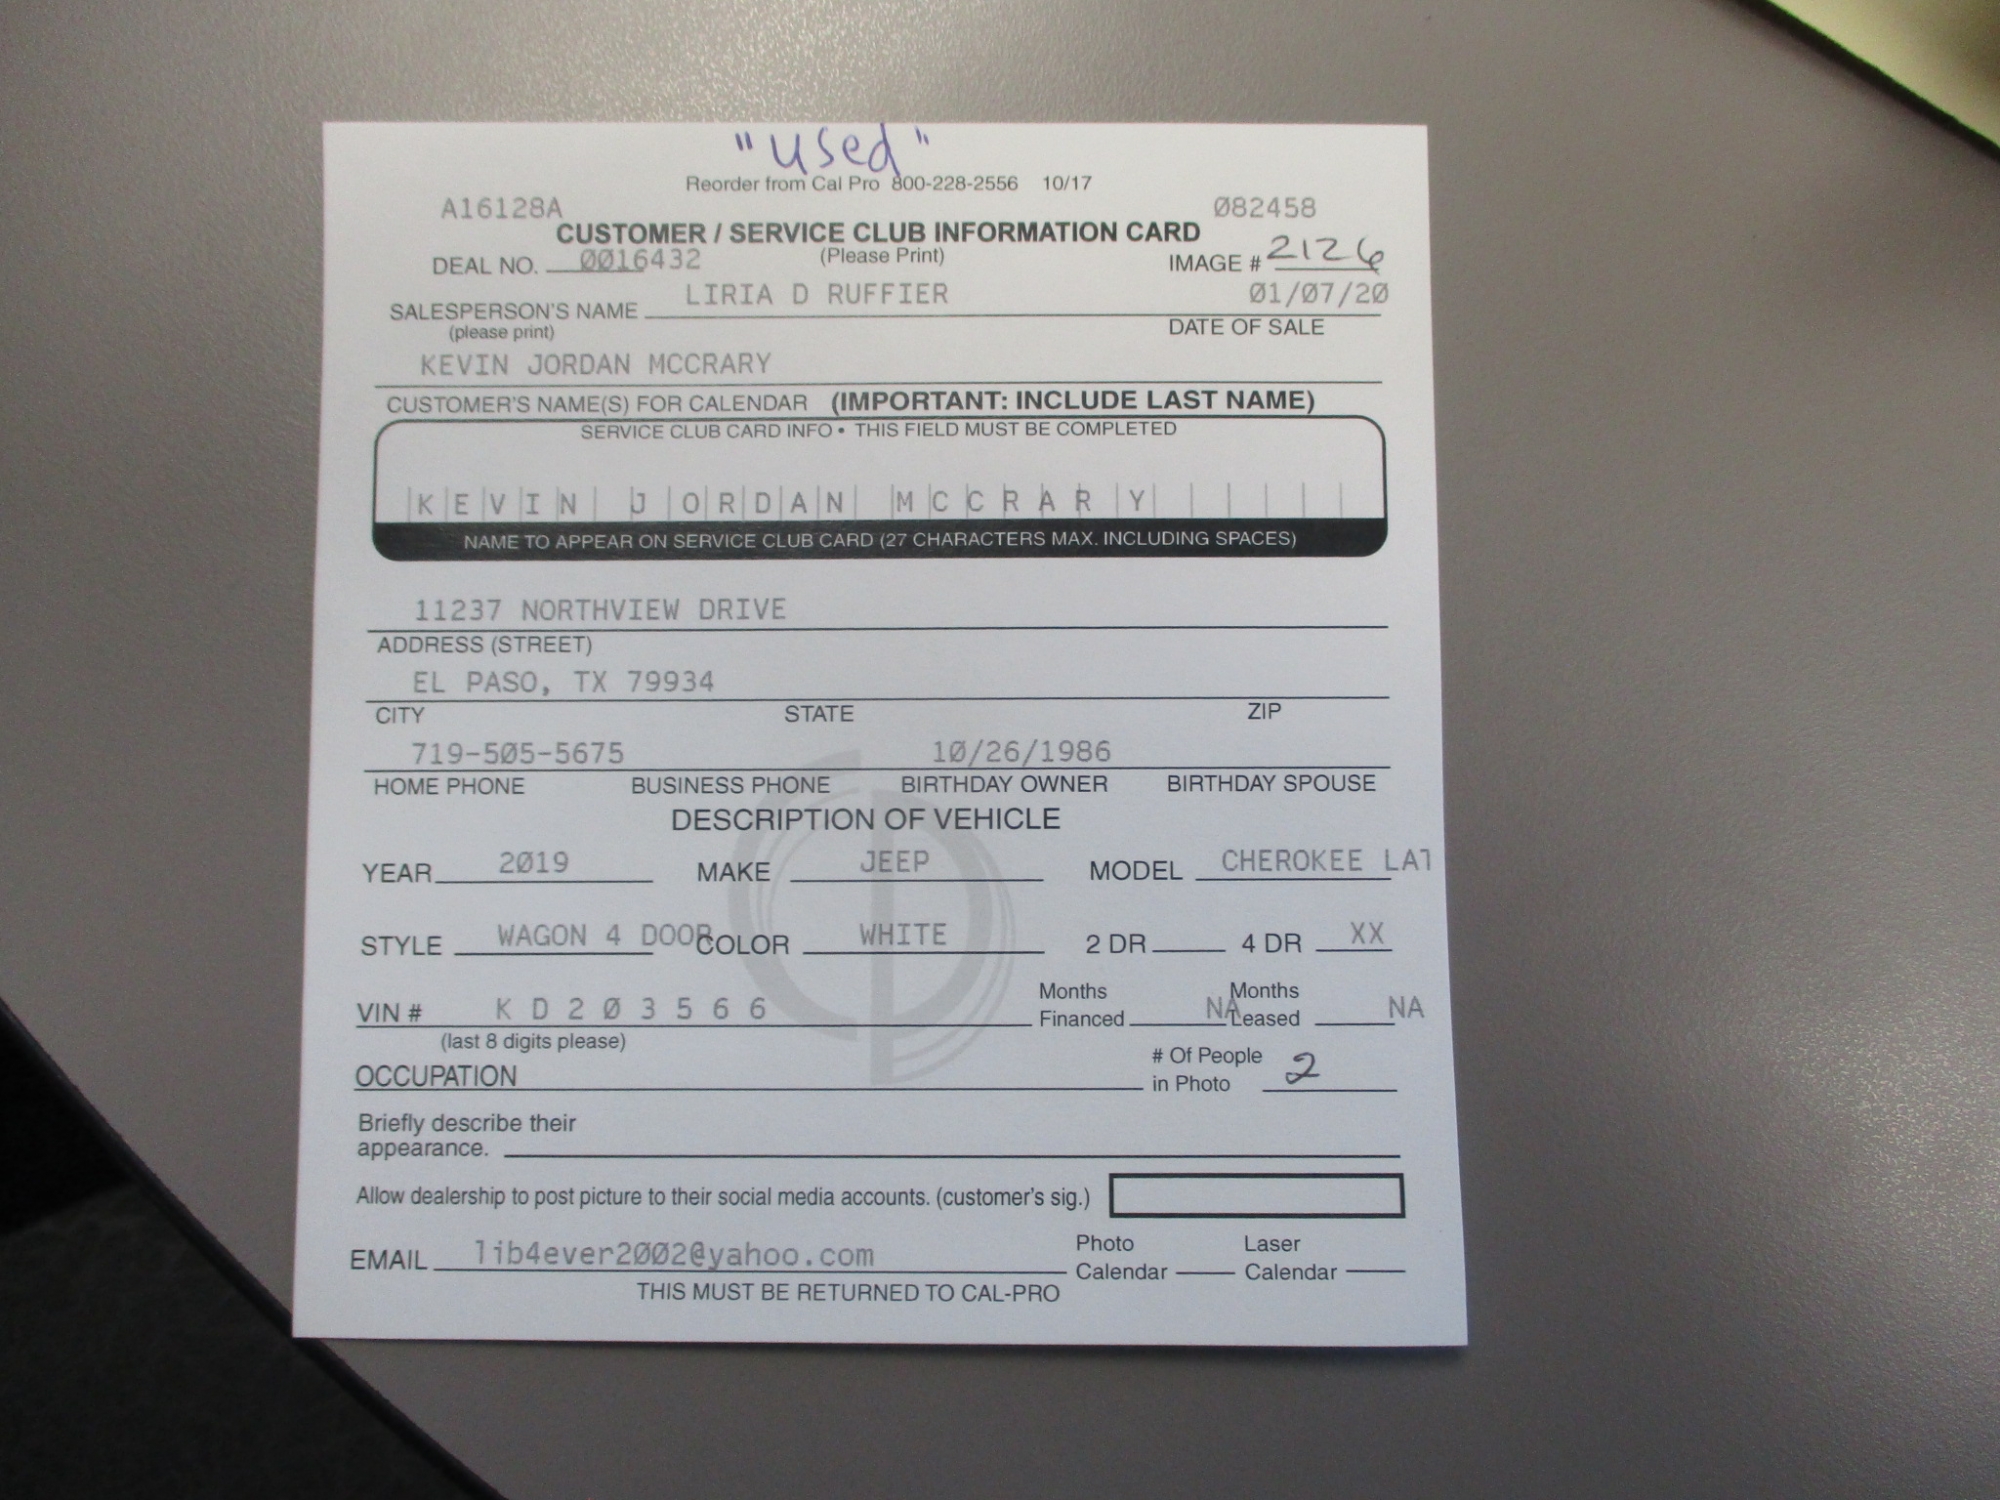 "used"
Reorder from Cal Pro 800-228-2556 10/17
A16128A 082458
CUSTOMER / SERVICE CLUB INFORMATION CARD
DEAL NO. 0016432 (Please Print) IMAGE # 2126
SALESPERSON'S NAME LIRIA D RUFFIER 01/07/20
(please print) DATE OF SALE
KEVIN JORDAN MCCRARY
CUSTOMER'S NAME(S) FOR CALENDAR (IMPORTANT: INCLUDE LAST NAME)
SERVICE CLUB CARD INFO • THIS FIELD MUST BE COMPLETED
KEVIN JORDAN MCCRARY
NAME TO APPEAR ON SERVICE CLUB CARD (27 CHARACTERS MAX. INCLUDING SPACES)
11237 NORTHVIEW DRIVE
ADDRESS (STREET)
EL PASO, TX 79934
CITY STATE ZIP
719-505-5675 10/26/1986
HOME PHONE BUSINESS PHONE BIRTHDAY OWNER BIRTHDAY SPOUSE
DESCRIPTION OF VEHICLE
YEAR 2019 MAKE JEEP MODEL CHEROKEE LAT
STYLE WAGON 4 DOOR COLOR WHITE 2 DR 4 DR XX
VIN # KD203566 Months Financed NA Months Leased NA
(last 8 digits please)
OCCUPATION # Of People in Photo 2
Briefly describe their
appearance.
Allow dealership to post picture to their social media accounts. (customer's sig.)
EMAIL lib4ever2002@yahoo.com Photo Calendar Laser Calendar
THIS MUST BE RETURNED TO CAL-PRO